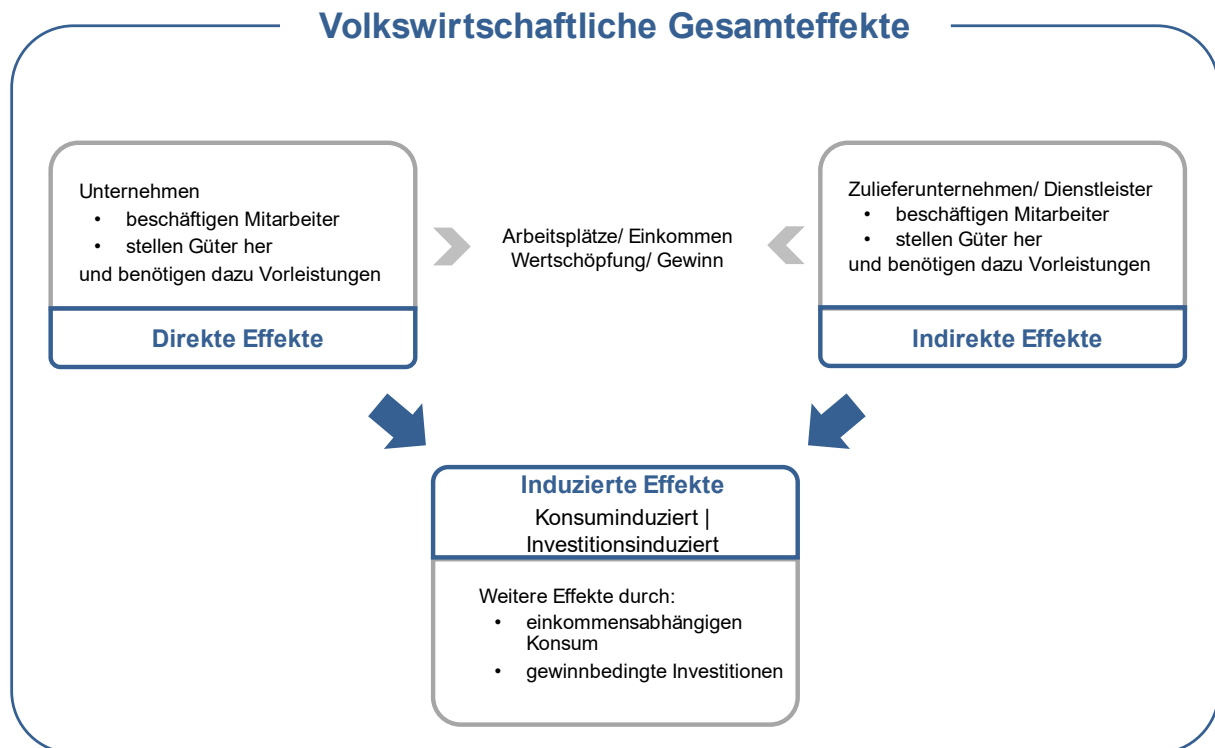 Volkswirtschaftliche Gesamteffekte
Unternehmen
• beschäftigen Mitarbeiter
• stellen Güter her
und benötigen dazu Vorleistungen
Direkte Effekte
Arbeitsplätze/ Einkommen
Wertschöpfung/ Gewinn
Zulieferunternehmen/ Dienstleister
• beschäftigen Mitarbeiter
• stellen Güter her
und benötigen dazu Vorleistungen
Indirekte Effekte
Induzierte Effekte
Konsuminduziert |
Investitionsinduziert
Weitere Effekte durch:
• einkommensabhängigen
Konsum
• gewinnbedingte Investitionen